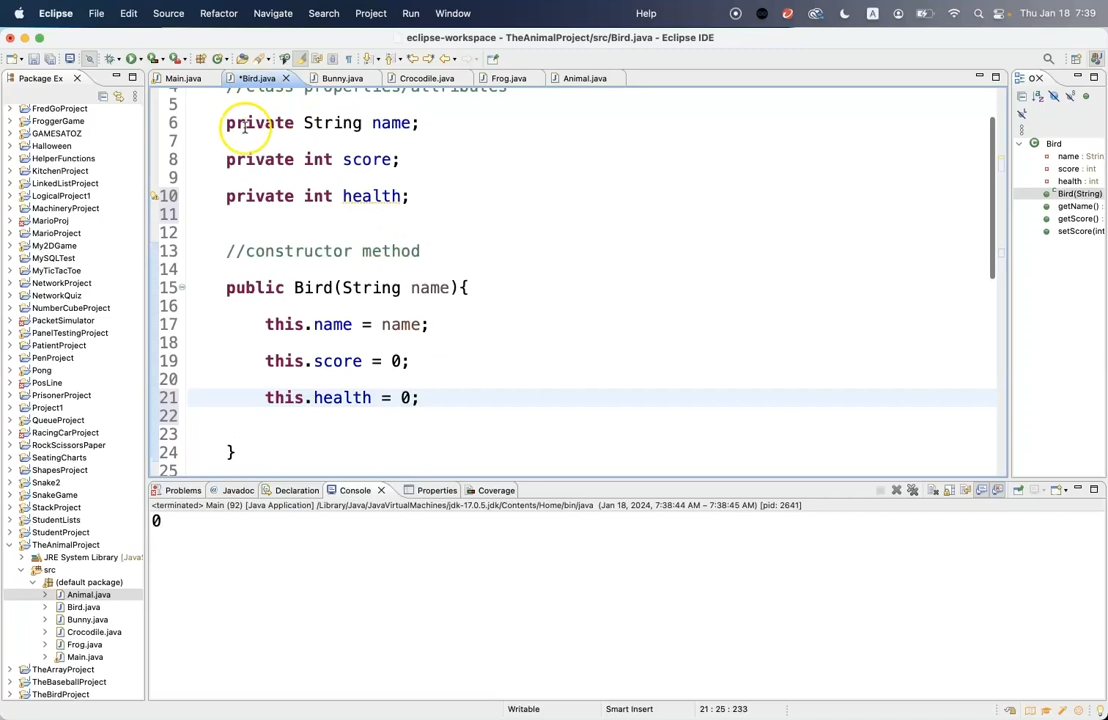 Eclipse File Edit Source Refactor Navigate Search Project Run Window Help Thu Jan 18 7:39
eclipse-workspace - TheAnimalProject/src/Bird.java - Eclipse IDE
Package Ex
Main.java *Bird.java Bunny.java Crocodile.java Frog.java Animal.java
FredGoProject
FroggerGame
GAMESATOZ
Halloween
HelperFunctions
KitchenProject
LinkedListProject
LogicalProject1
MachineryProject
MarioProj
MarioProject
My2DGame
MySQLTest
MyTicTacToe
NetworkProject
NetworkQuiz
NumberCubeProject
PacketSimulator
PanelTestingProject
PatientProject
PenProject
Pong
PosLine
PrisonerProject
Project1
QueueProject
RacingCarProject
RockScissorsPaper
SeatingCharts
ShapesProject
Snake2
SnakeGame
StackProject
StudentLists
StudentProject
TheAnimalProject
JRE System Library (JavaS
src
(default package)
Animal.java
Bird.java
Bunny.java
Crocodile.java
Frog.java
Main.java
TheArrayProject
TheBaseballProject
TheBirdProject
4 //class properties/attributes
5
6 private String name;
7
8 private int score;
9
10 private int health;
11
12
13 //constructor method
14
15 public Bird(String name){
16
17 this.name = name;
18
19 this.score = 0;
20
21 this.health = 0;
22
23
24 }
25
Bird
name : Strin
score : int
health : int
Bird(String)
getName()
getScore()
setScore(int
Problems Javadoc Declaration Console Properties Coverage
<terminated> Main (92) [Java Application] /Library/Java/JavaVirtualMachines/jdk-17.0.5.jdk/Contents/Home/bin/java (Jan 18, 2024, 7:38:44 AM – 7:38:45 AM) [pid: 2641]
0
Writable Smart Insert 21 : 25 : 233